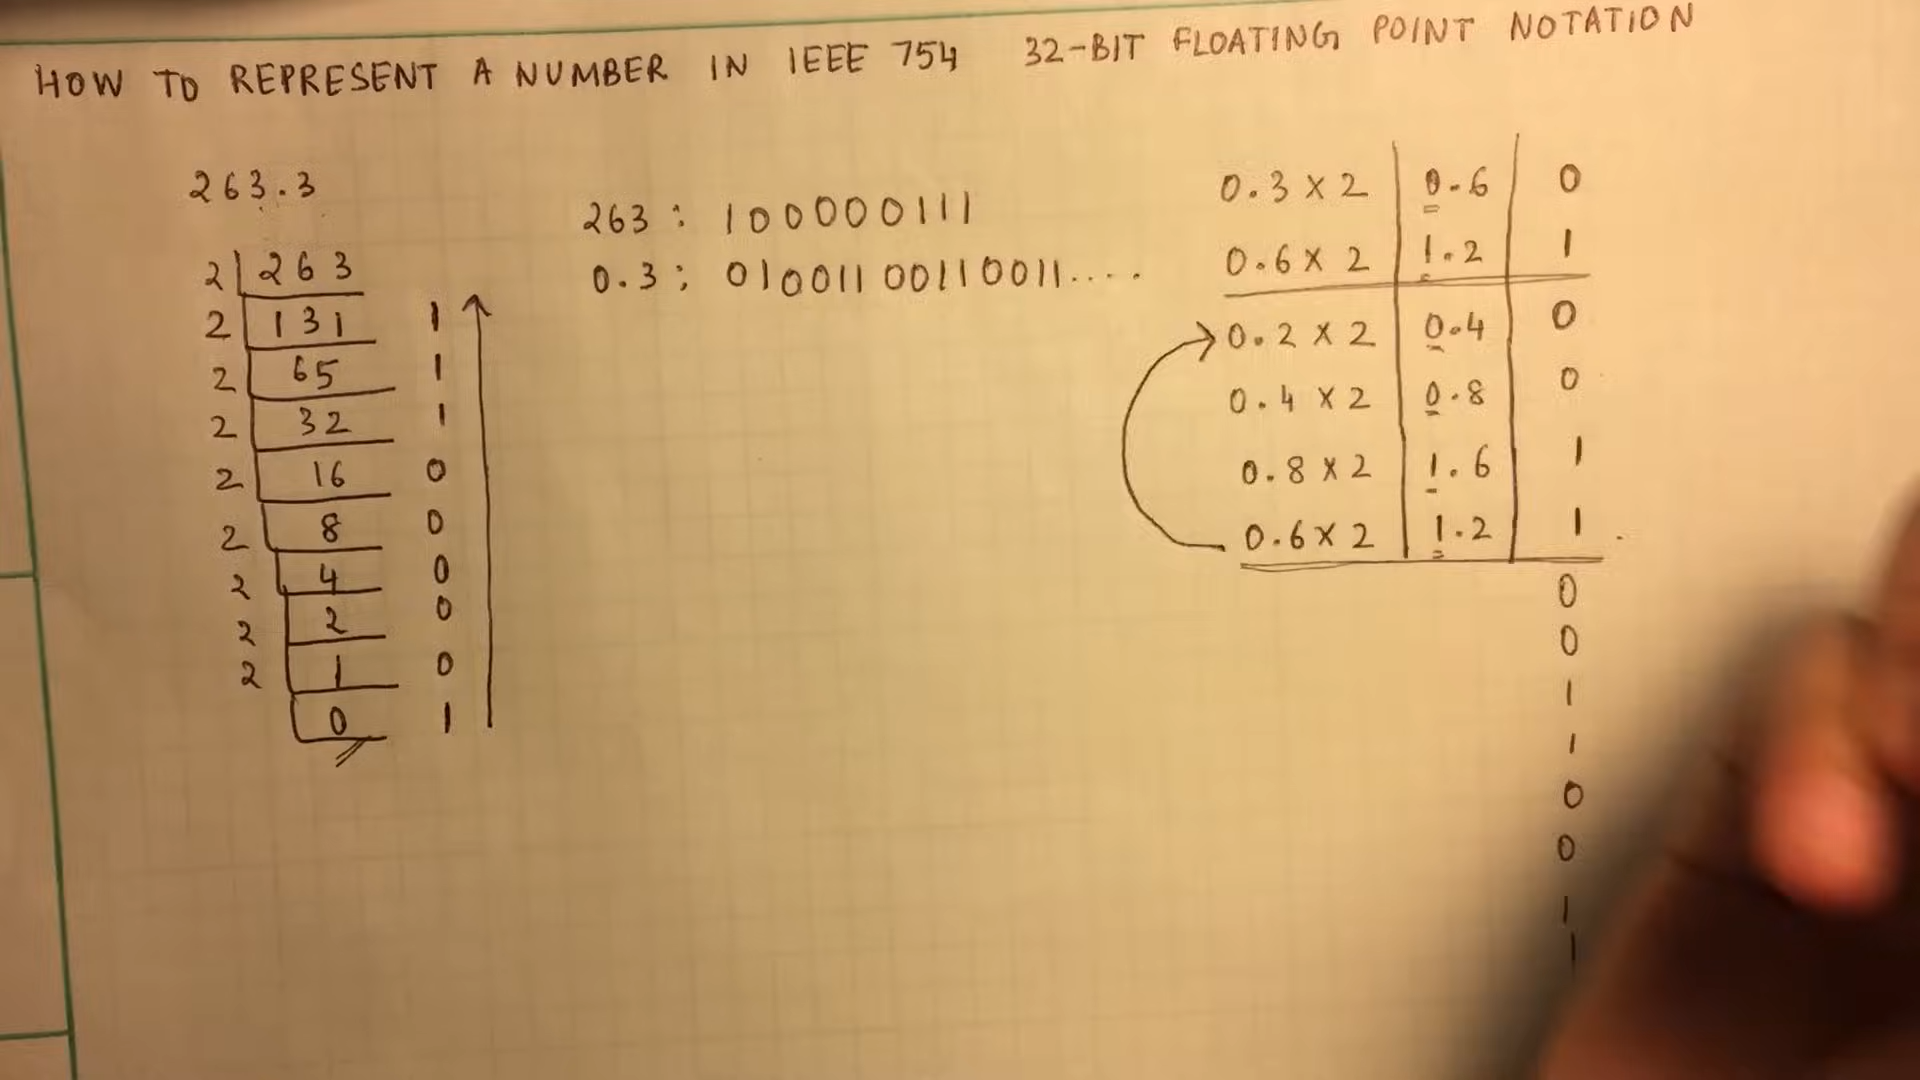 HOW TO REPRESENT A NUMBER IN IEEE 754 32-BIT FLOATING POINT NOTATION
263.3
2 263
2 131 1
2 65 1
2 32 1
2 16 0
2 8 0
2 4 0
2 2 0
2 1 0
0 1
263 : 100000111
0.3 : 01001100110011....
0.3 x 2 0.6 0
0.6 x 2 1.2 1
0.2 x 2 0.4 0
0.4 x 2 0.8 0
0.8 x 2 1.6 1
0.6 x 2 1.2 1
0
0
1
1
0
0
1
1